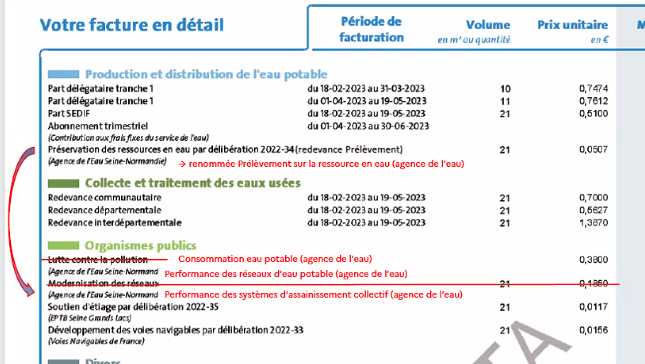 Votre facture en détail
Période de facturation
Volume
en m³ ou quantité
Prix unitaire
en €
M
Production et distribution de l'eau potable
Part délégataire tranche 1 du 18-02-2023 au 31-03-2023 10 0,7474
Part délégataire tranche 1 du 01-04-2023 au 19-05-2023 11 0,7612
Part SEDIF du 18-02-2023 au 19-05-2023 21 0,5100
Abonnement trimestriel du 01-04-2023 au 30-06-2023
(Contribution aux frais fixes du service de l'eau)
Préservation des ressources en eau par délibération 2022-34 (redevance Prélèvement) 21 0,0507
(Agence de l'Eau Seine-Normandie) → renommée Prélèvement sur la ressource en eau (agence de l'eau)
Collecte et traitement des eaux usées
Redevance communautaire du 18-02-2023 au 19-05-2023 21 0,7000
Redevance départementale du 18-02-2023 au 19-05-2023 21 0,5627
Redevance interdépartementale du 18-02-2023 au 19-05-2023 21 1,3870
Organismes publics
Lutte contre la pollution Consommation eau potable (agence de l'eau) 0,3800
(Agence de l'Eau Seine-Normand Performance des réseaux d'eau potable (agence de l'eau)
Modernisation des réseaux 21 0,1850
(Agence de l'Eau Seine-Normand Performance des systèmes d'assainissement collectif (agence de l'eau)
Soutien d'étiage par délibération 2022-35 21 0,0117
(EPTB Seine Grands Lacs)
Développement des voies navigables par délibération 2022-33 21 0,0156
(Voies Navigables de France)
Divers
TA